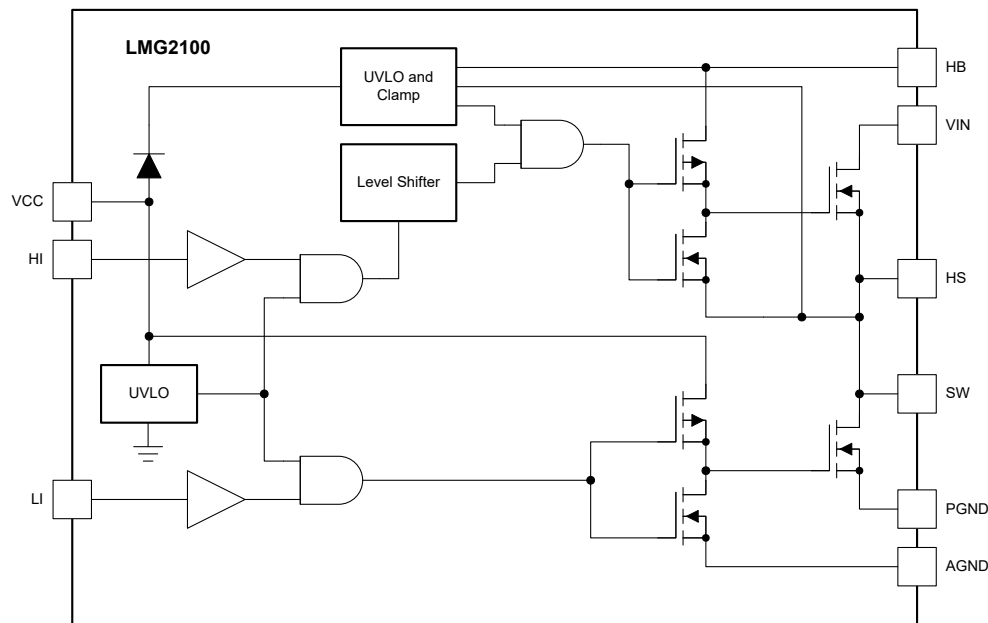 LMG2100
UVLO and
Clamp
HB
VIN
Level Shifter
VCC
HI
HS
UVLO
SW
LI
PGND
AGND